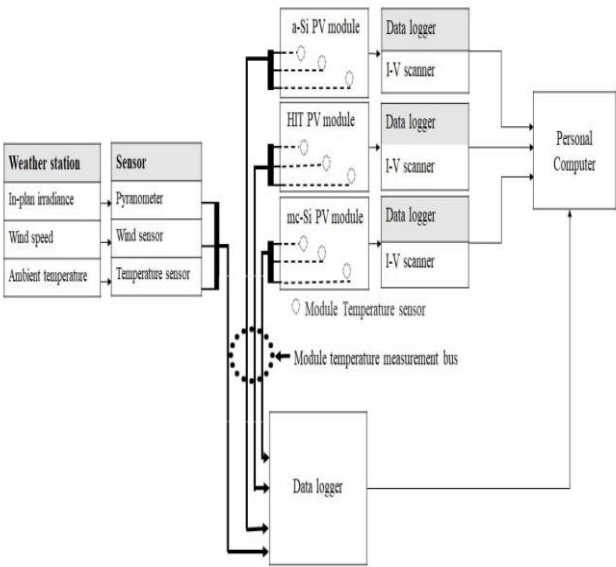 Weather station
Sensor
In-plan irradiance
Pyranometer
Wind speed
Wind sensor
Ambient temperature
Temperature sensor
a-Si PV module
Data logger
I-V scanner
HIT PV module
Data logger
I-V scanner
mc-Si PV module
Data logger
I-V scanner
Personal
Computer
Module Temperature sensor
Module temperature measurement bus
Data logger